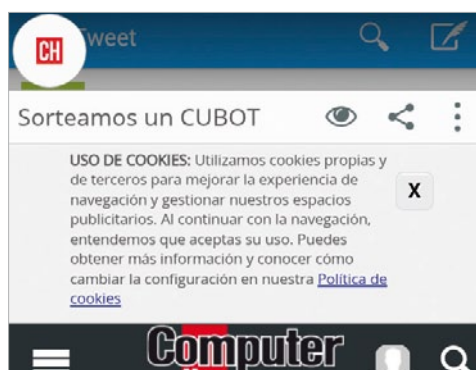 CH Tweet
Sorteamos un CUBOT
USO DE COOKIES: Utilizamos cookies propias y
de terceros para mejorar la experiencia de
navegación y gestionar nuestros espacios
publicitarios. Al continuar con la navegación,
entendemos que aceptas su uso. Puedes
obtener más información y conocer cómo
cambiar la configuración en nuestra Política de
cookies
X
Computer